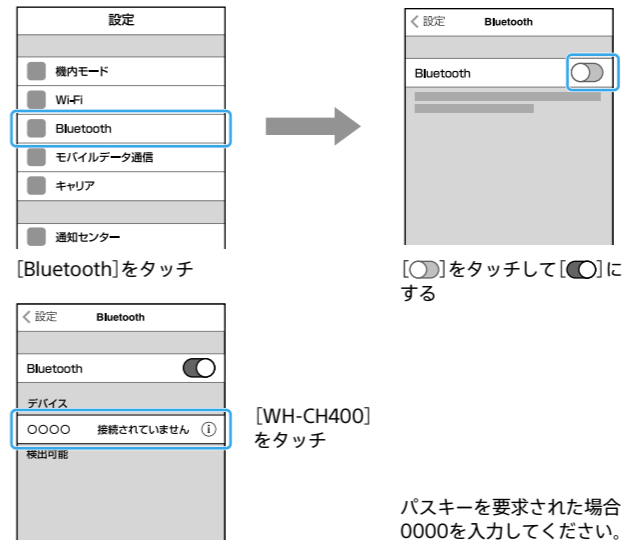 設定
機内モード
Wi-Fi
Bluetooth
モバイルデータ通信
キャリア
通知センター
[Bluetooth]をタッチ
設定 Bluetooth
Bluetooth
[ ]をタッチして[ ]に
する
設定 Bluetooth
Bluetooth
デバイス
○○○○ 接続されていません i
検出可能
[WH-CH400]
をタッチ
パスキーを要求された場合
0000を入力してください。